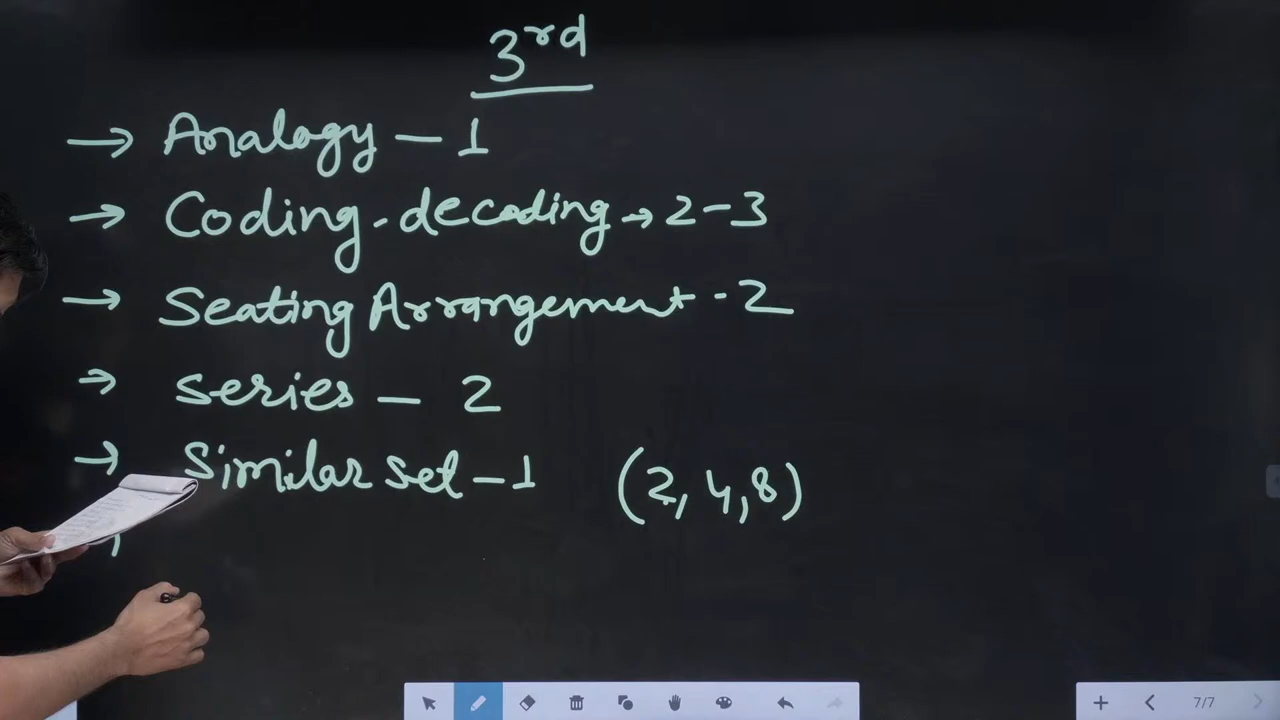 3rd
→ Analogy – 1
→ Coding-decoding → 2-3
→ Seating Arrangement - 2
→ series – 2
→ Similar set – 1 (2, 4, 8)
7/7